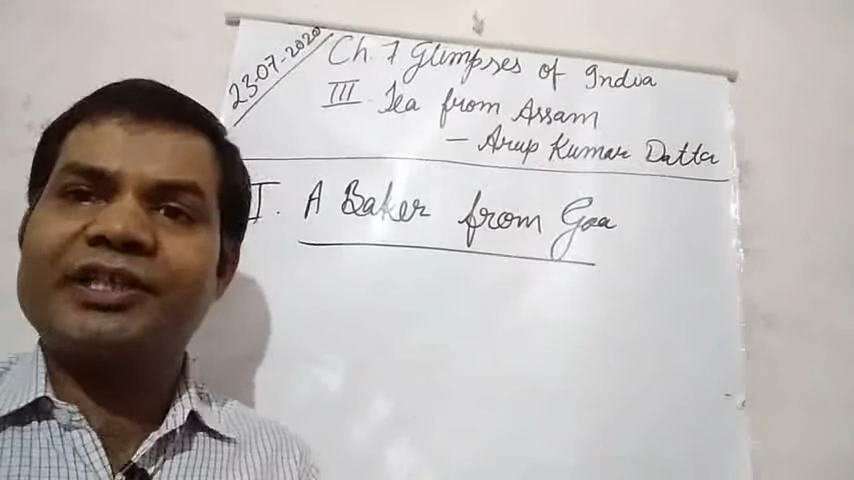 23-07-2020
Ch. 7 Glimpses of India
III. Tea from Assam
- Arup Kumar Datta
I. A Baker from Goa